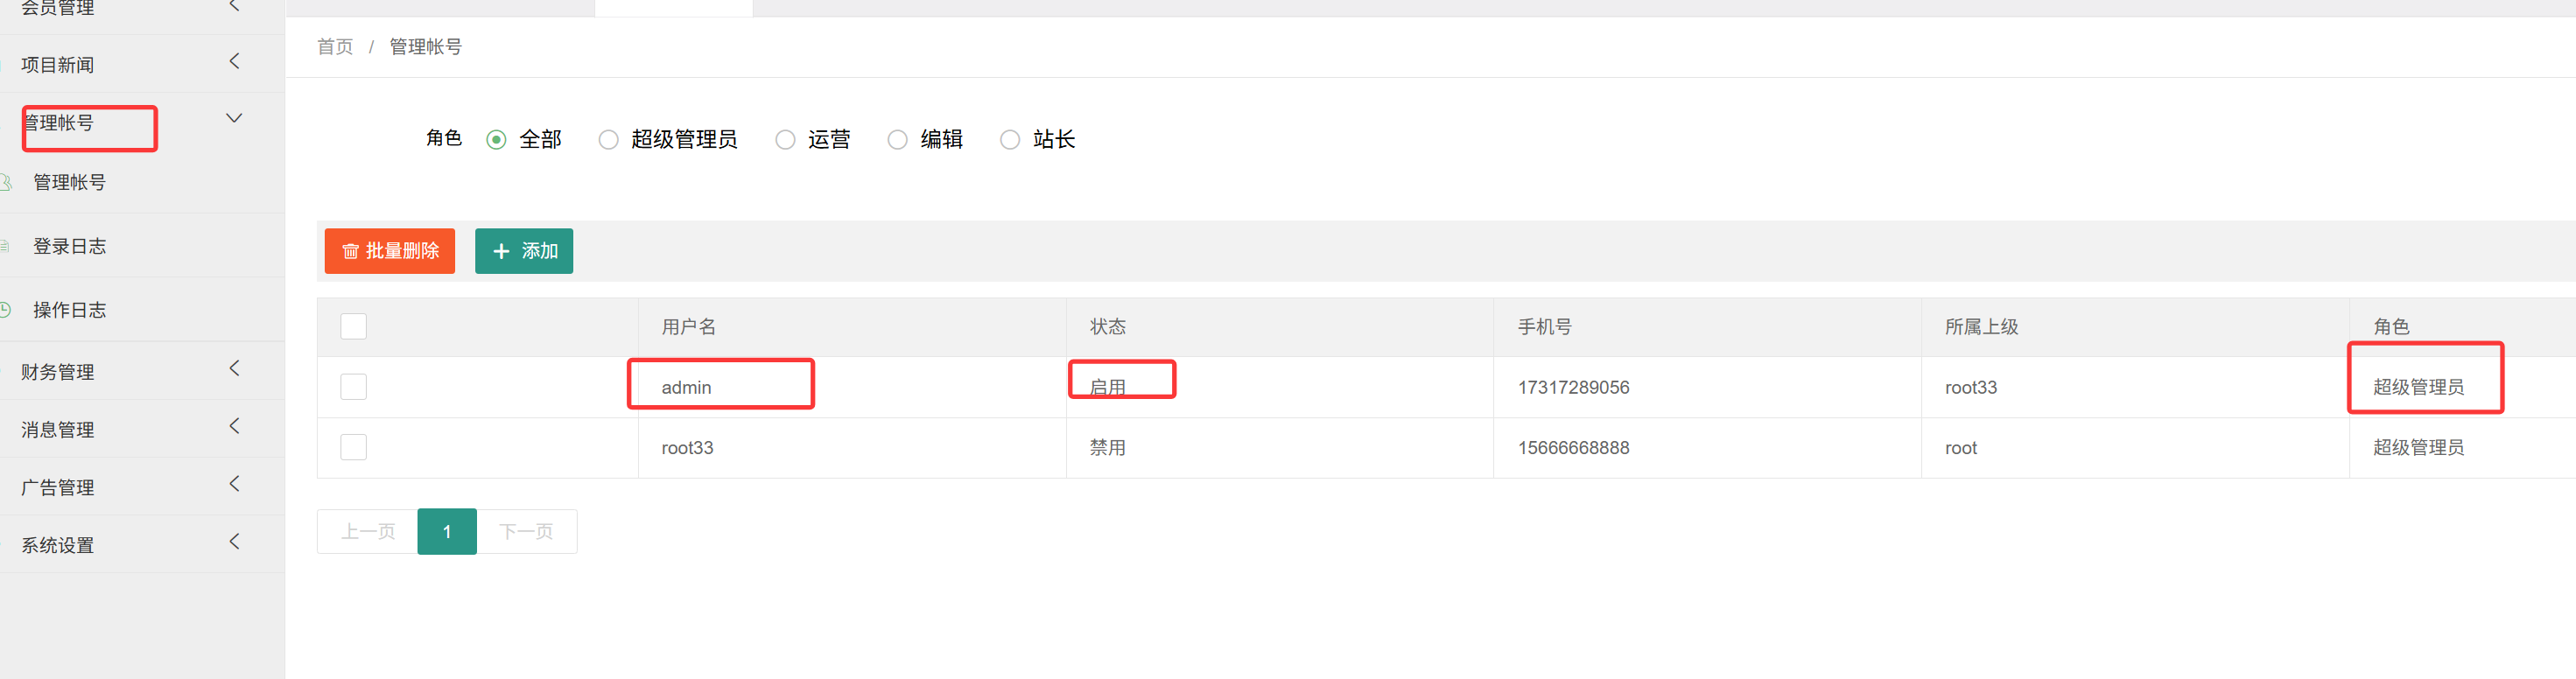 会员管理
项目新闻
管理帐号
管理帐号
登录日志
操作日志
财务管理
消息管理
广告管理
系统设置
首页 / 管理帐号
角色 全部 超级管理员 运营 编辑 站长
批量删除 添加
用户名 状态 手机号 所属上级 角色
admin 启用 17317289056 root33 超级管理员
root33 禁用 15666668888 root 超级管理员
上一页 1 下一页